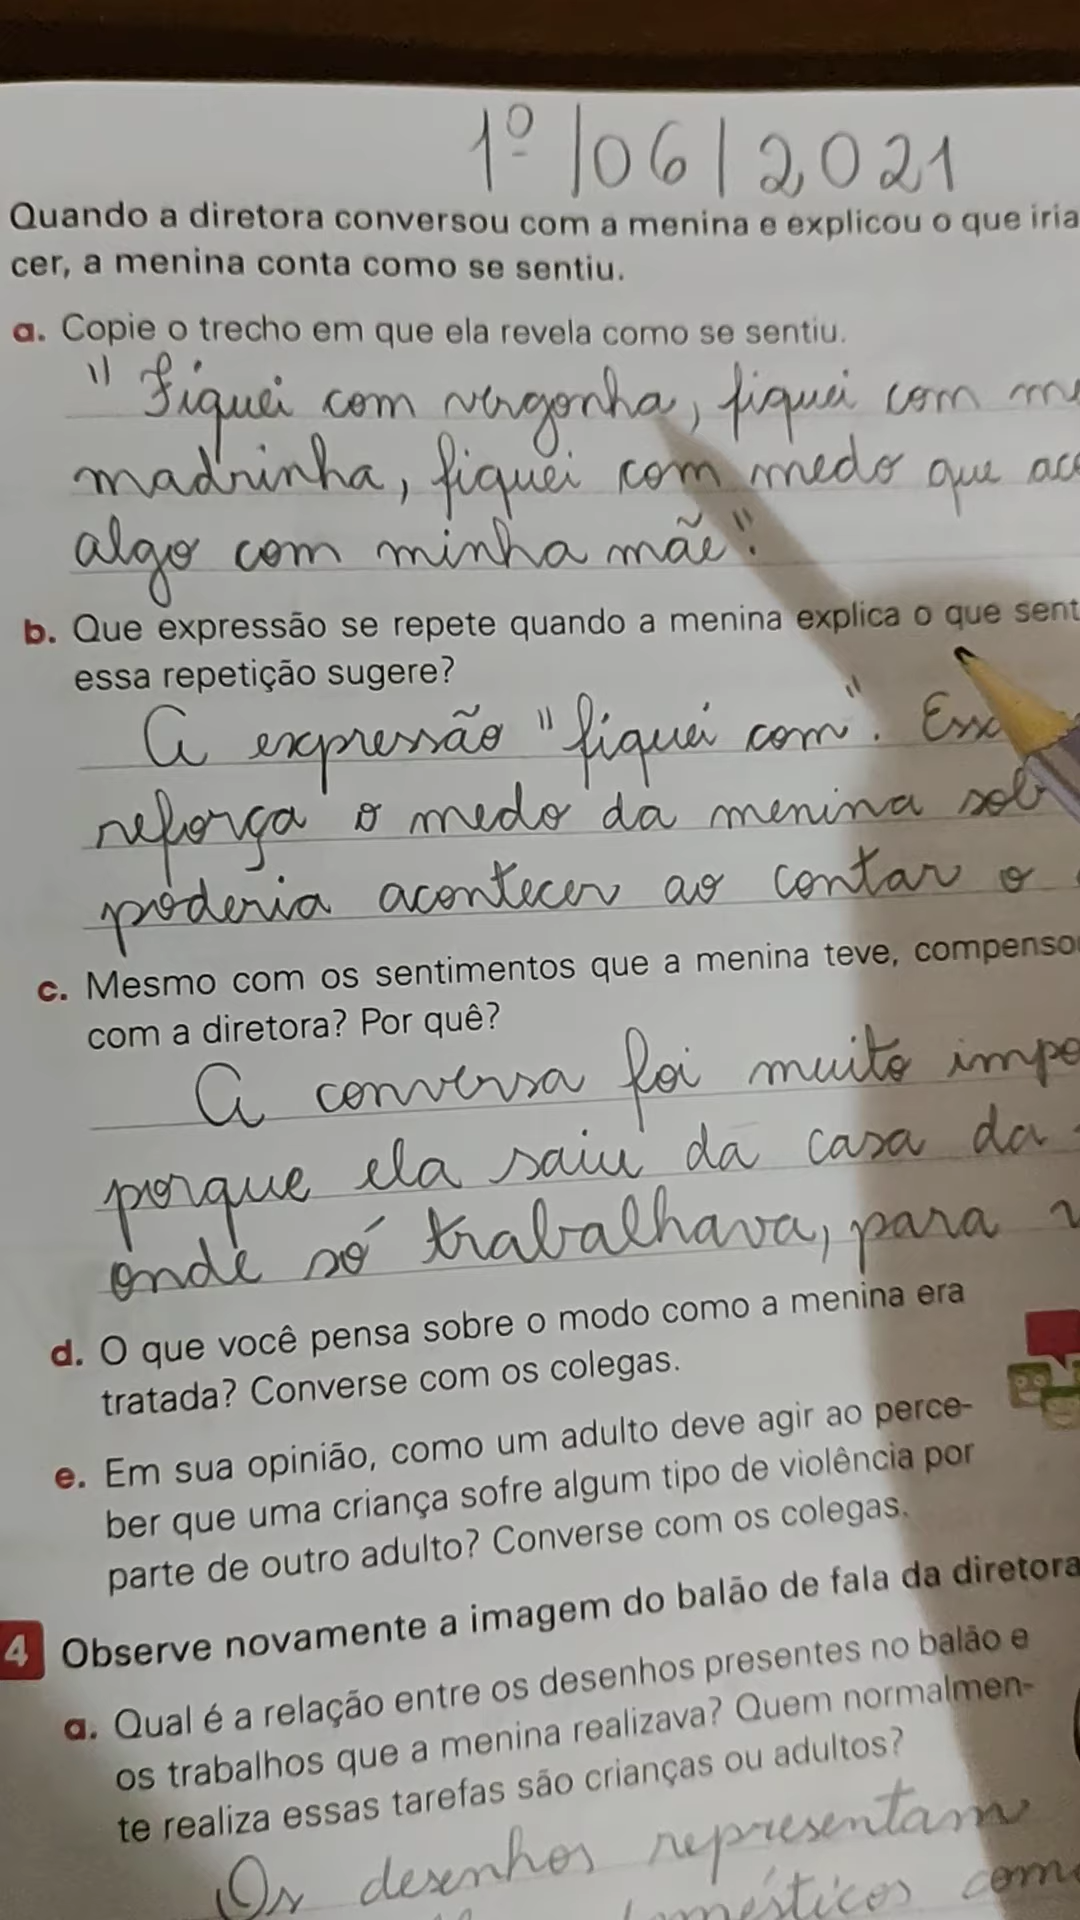 1º/06/2021
Quando a diretora conversou com a menina e explicou o que iria
cer, a menina conta como se sentiu.
a. Copie o trecho em que ela revela como se sentiu.
"Fiquei com vergonha, fiquei com me
madrinha, fiquei com medo que aco
algo com minha mãe".
b. Que expressão se repete quando a menina explica o que sent
essa repetição sugere?
A expressão "fiquei com". Ess
reforça o medo da menina sob
poderia acontecer ao contar o
c. Mesmo com os sentimentos que a menina teve, compensou
com a diretora? Por quê?
A conversa foi muito impo
porque ela saiu da casa da
onde só trabalhava, para
d. O que você pensa sobre o modo como a menina era
tratada? Converse com os colegas.
e. Em sua opinião, como um adulto deve agir ao perce-
ber que uma criança sofre algum tipo de violência por
parte de outro adulto? Converse com os colegas.
4 Observe novamente a imagem do balão de fala da diretora
a. Qual é a relação entre os desenhos presentes no balão e
os trabalhos que a menina realizava? Quem normalmen-
te realiza essas tarefas são crianças ou adultos?
Os desenhos representam
domésticos com